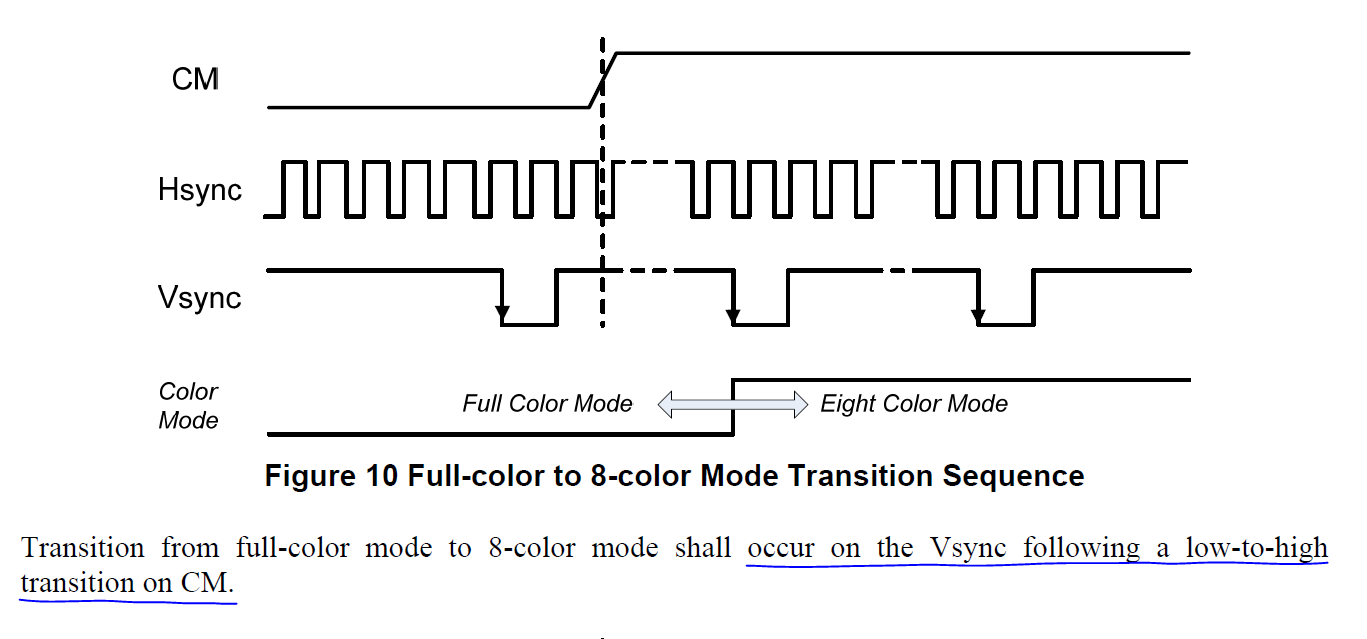 CM
Hsync
Vsync
Color
Mode
Full Color Mode
Eight Color Mode
Figure 10 Full-color to 8-color Mode Transition Sequence
Transition from full-color mode to 8-color mode shall occur on the Vsync following a low-to-high
transition on CM.